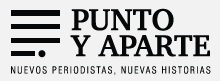 PUNTO
Y APARTE
NUEVOS PERIODISTAS, NUEVAS HISTORIAS